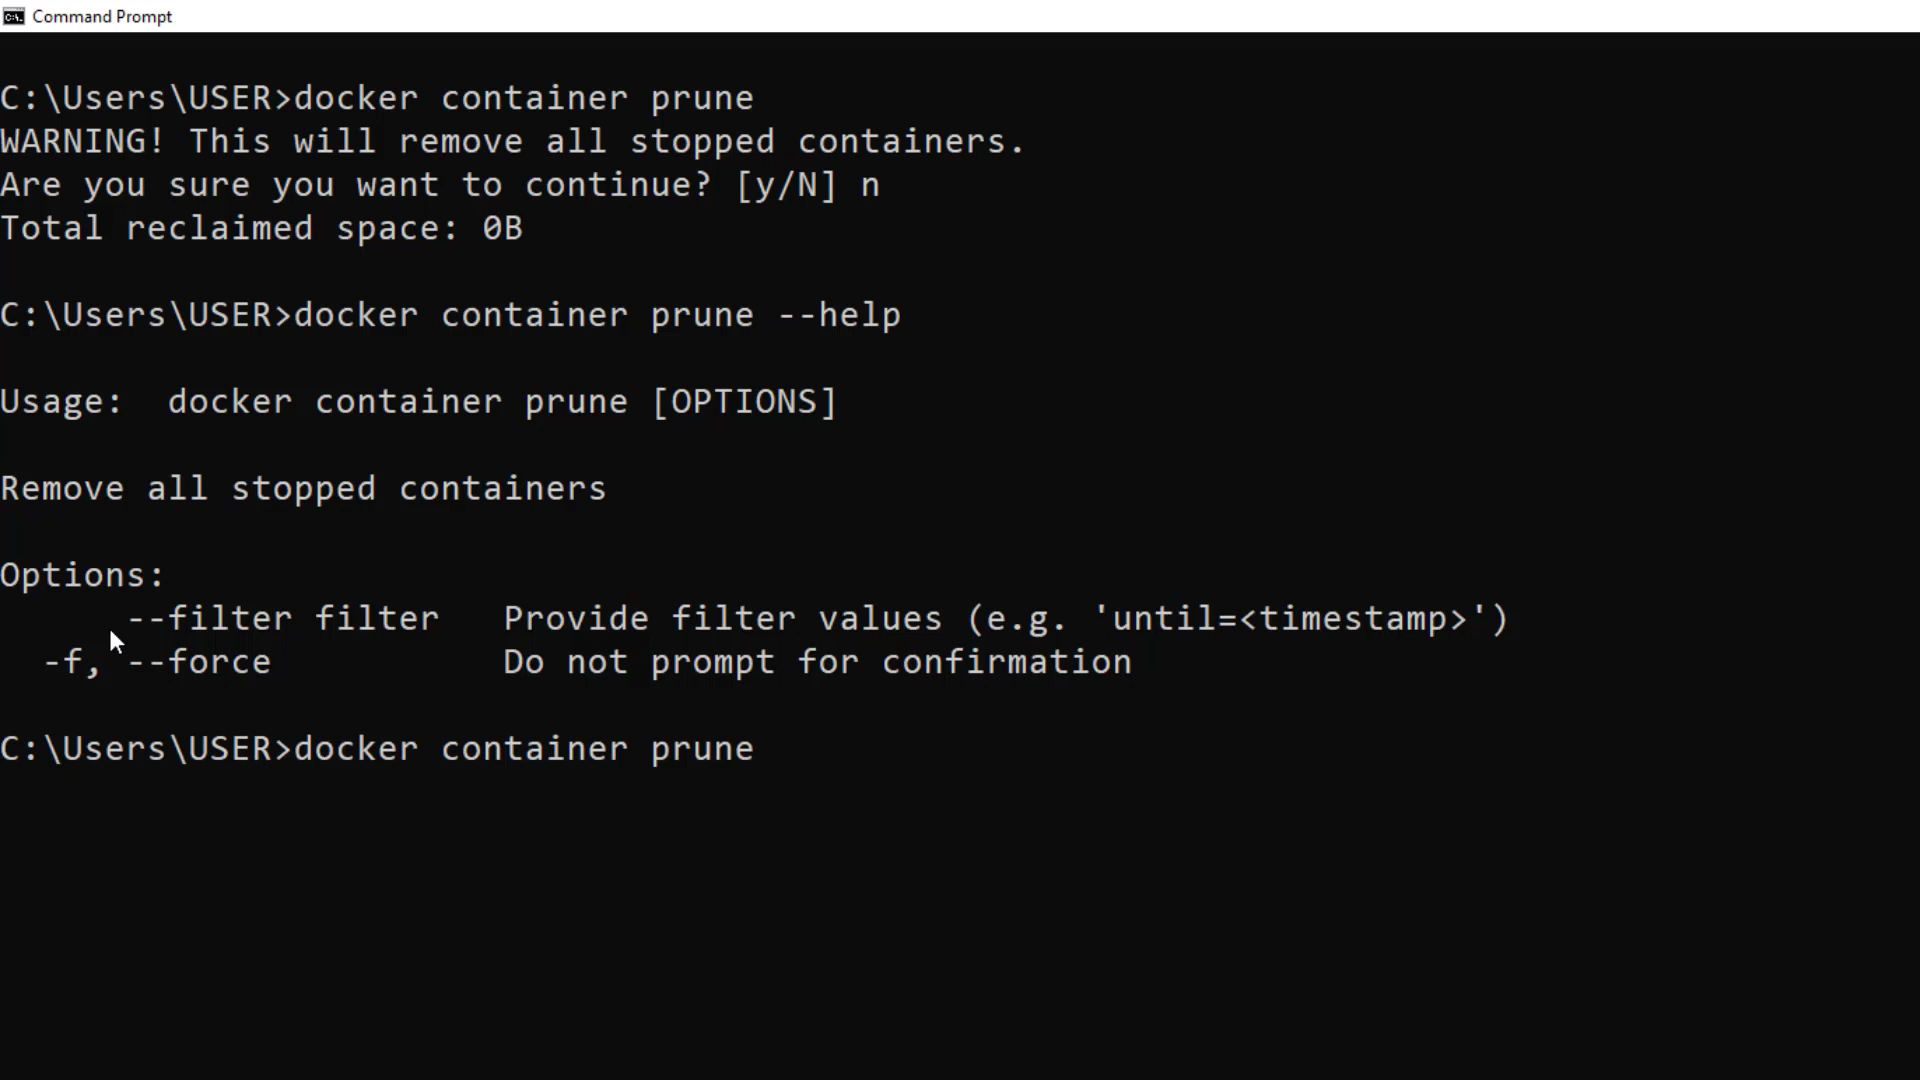 Command Prompt
C:\Users\USER>docker container prune
WARNING! This will remove all stopped containers.
Are you sure you want to continue? [y/N] n
Total reclaimed space: 0B
C:\Users\USER>docker container prune --help
Usage:  docker container prune [OPTIONS]
Remove all stopped containers
Options:
      --filter filter   Provide filter values (e.g. 'until=<timestamp>')
  -f, --force           Do not prompt for confirmation
C:\Users\USER>docker container prune